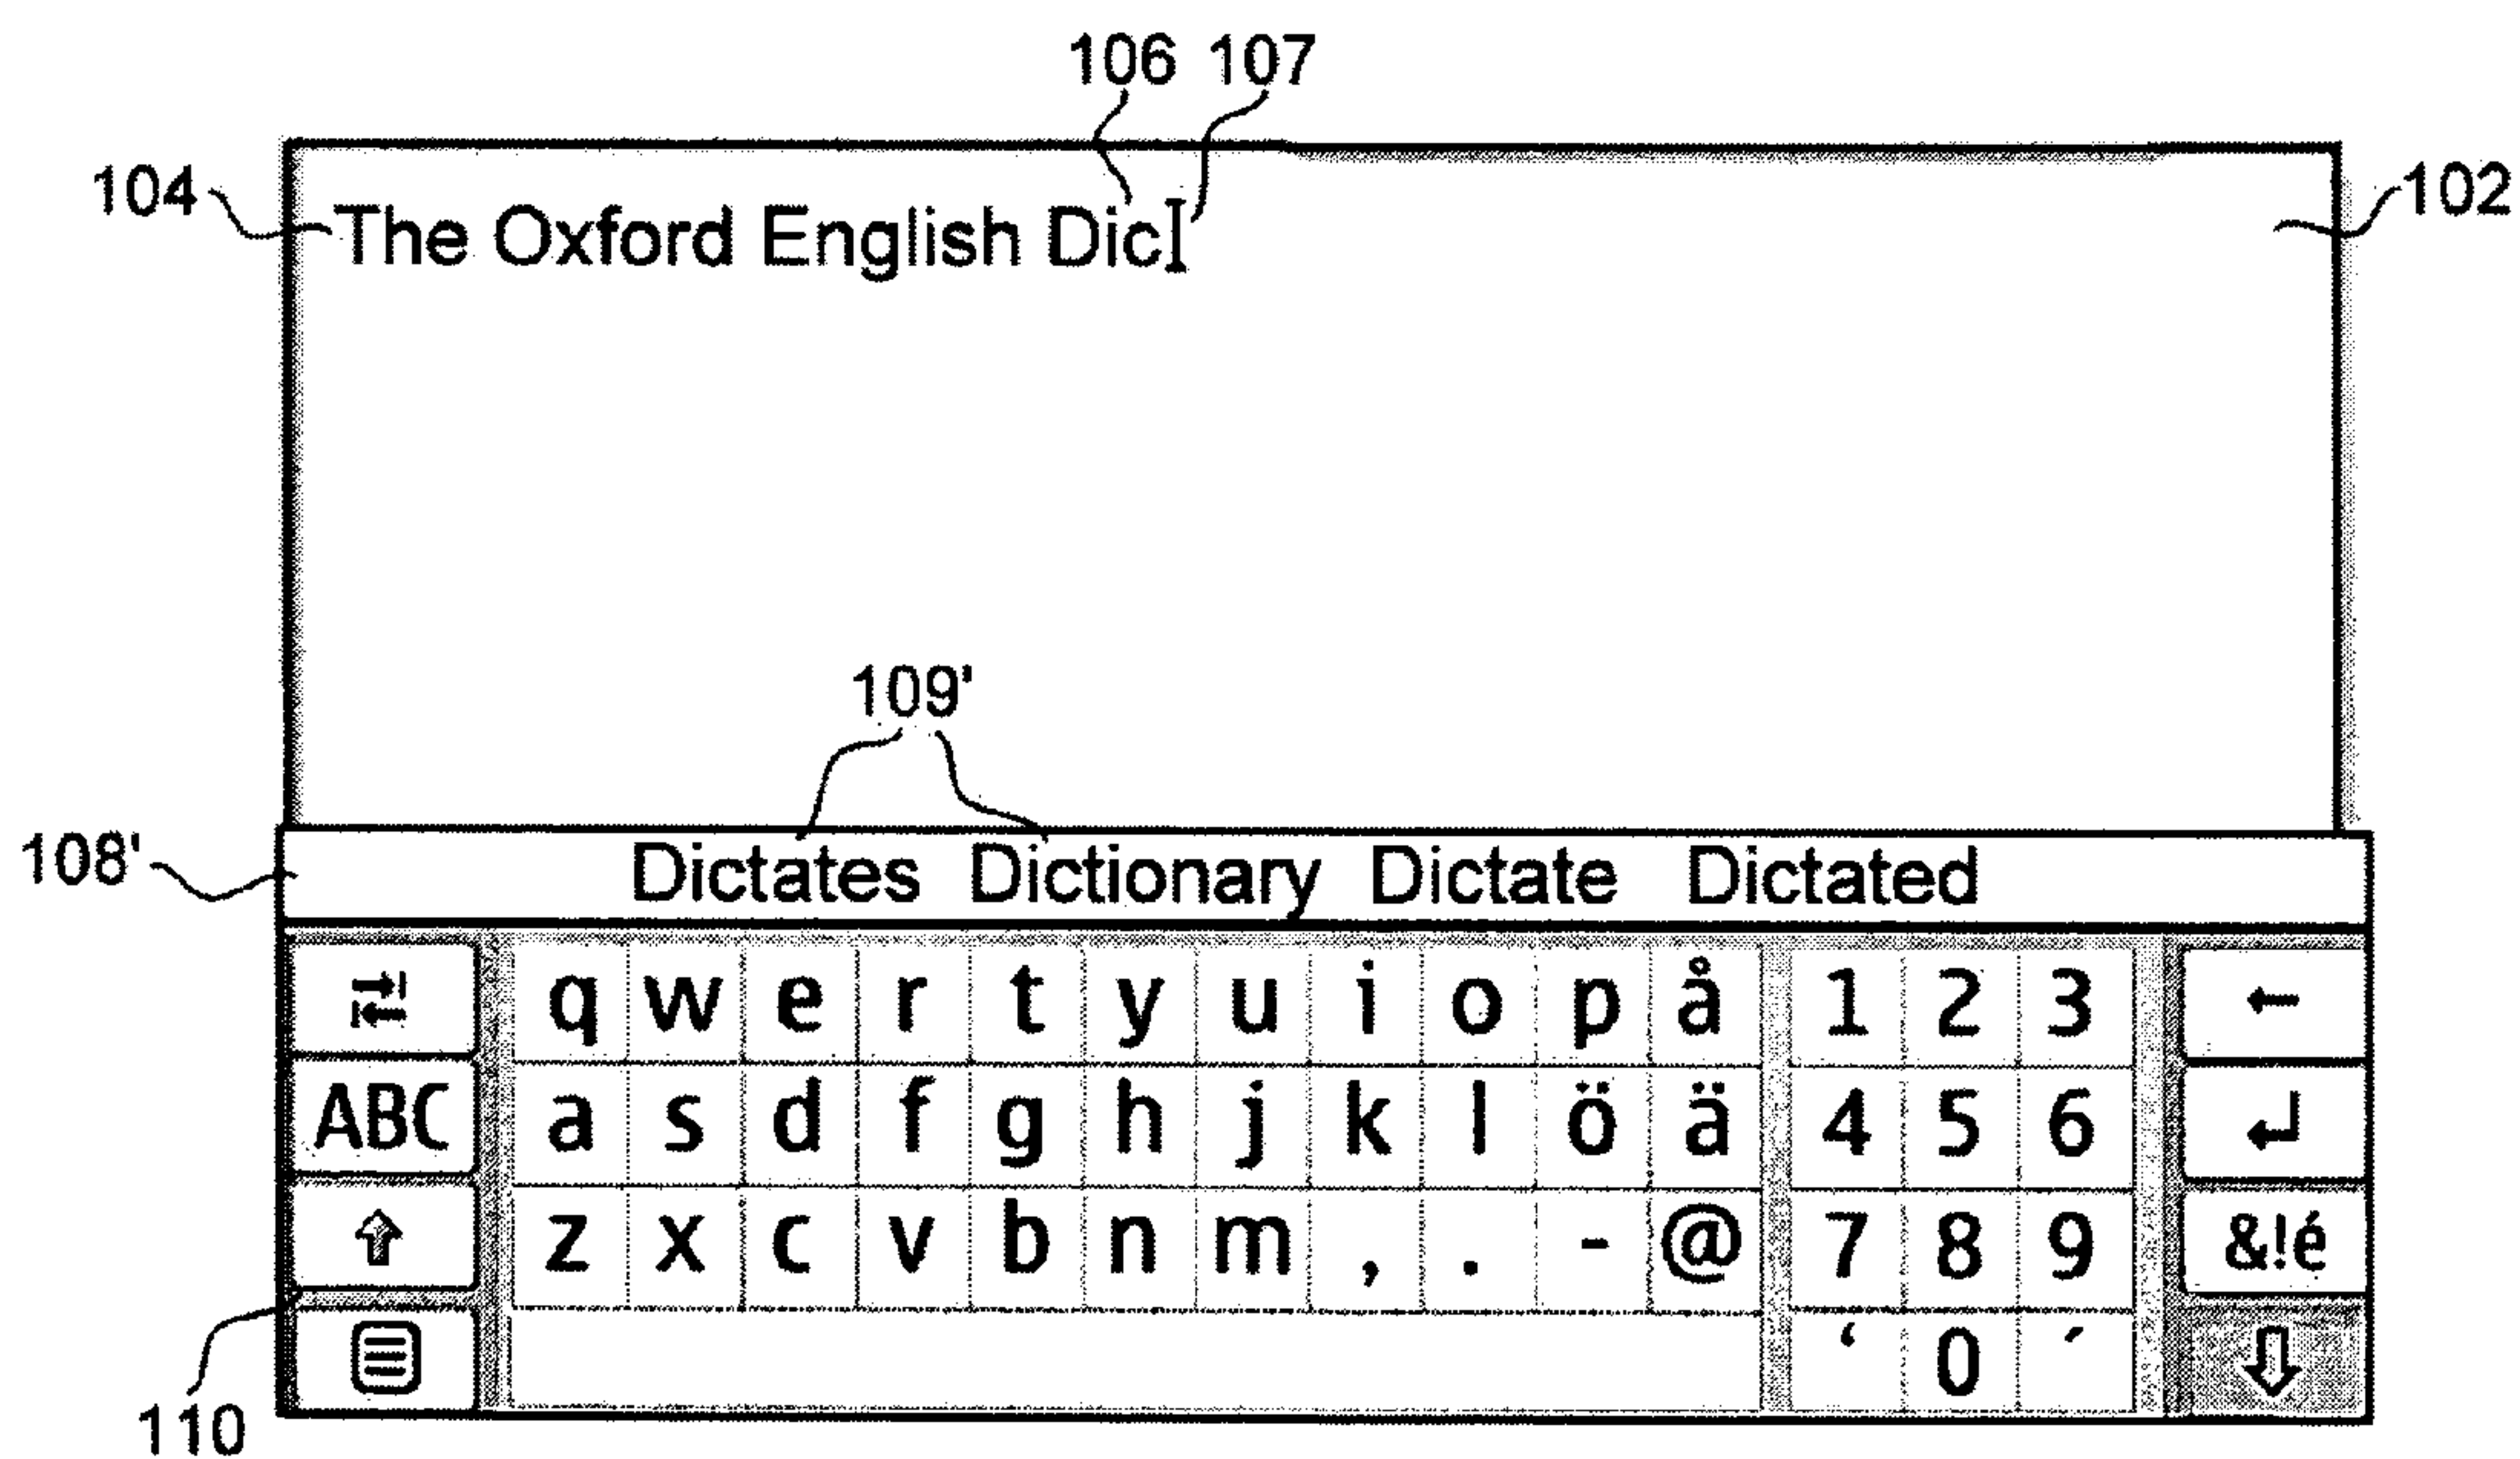 106 107
104 102
The Oxford English Dic
109'
108'
Dictates Dictionary Dictate Dictated
q w e r t y u i o p å 1 2 3 ←
ABC a s d f g h j k l ö ä 4 5 6 ↵
z x c v b n m , . - @ 7 8 9 &!é
‘ 0 ´
110